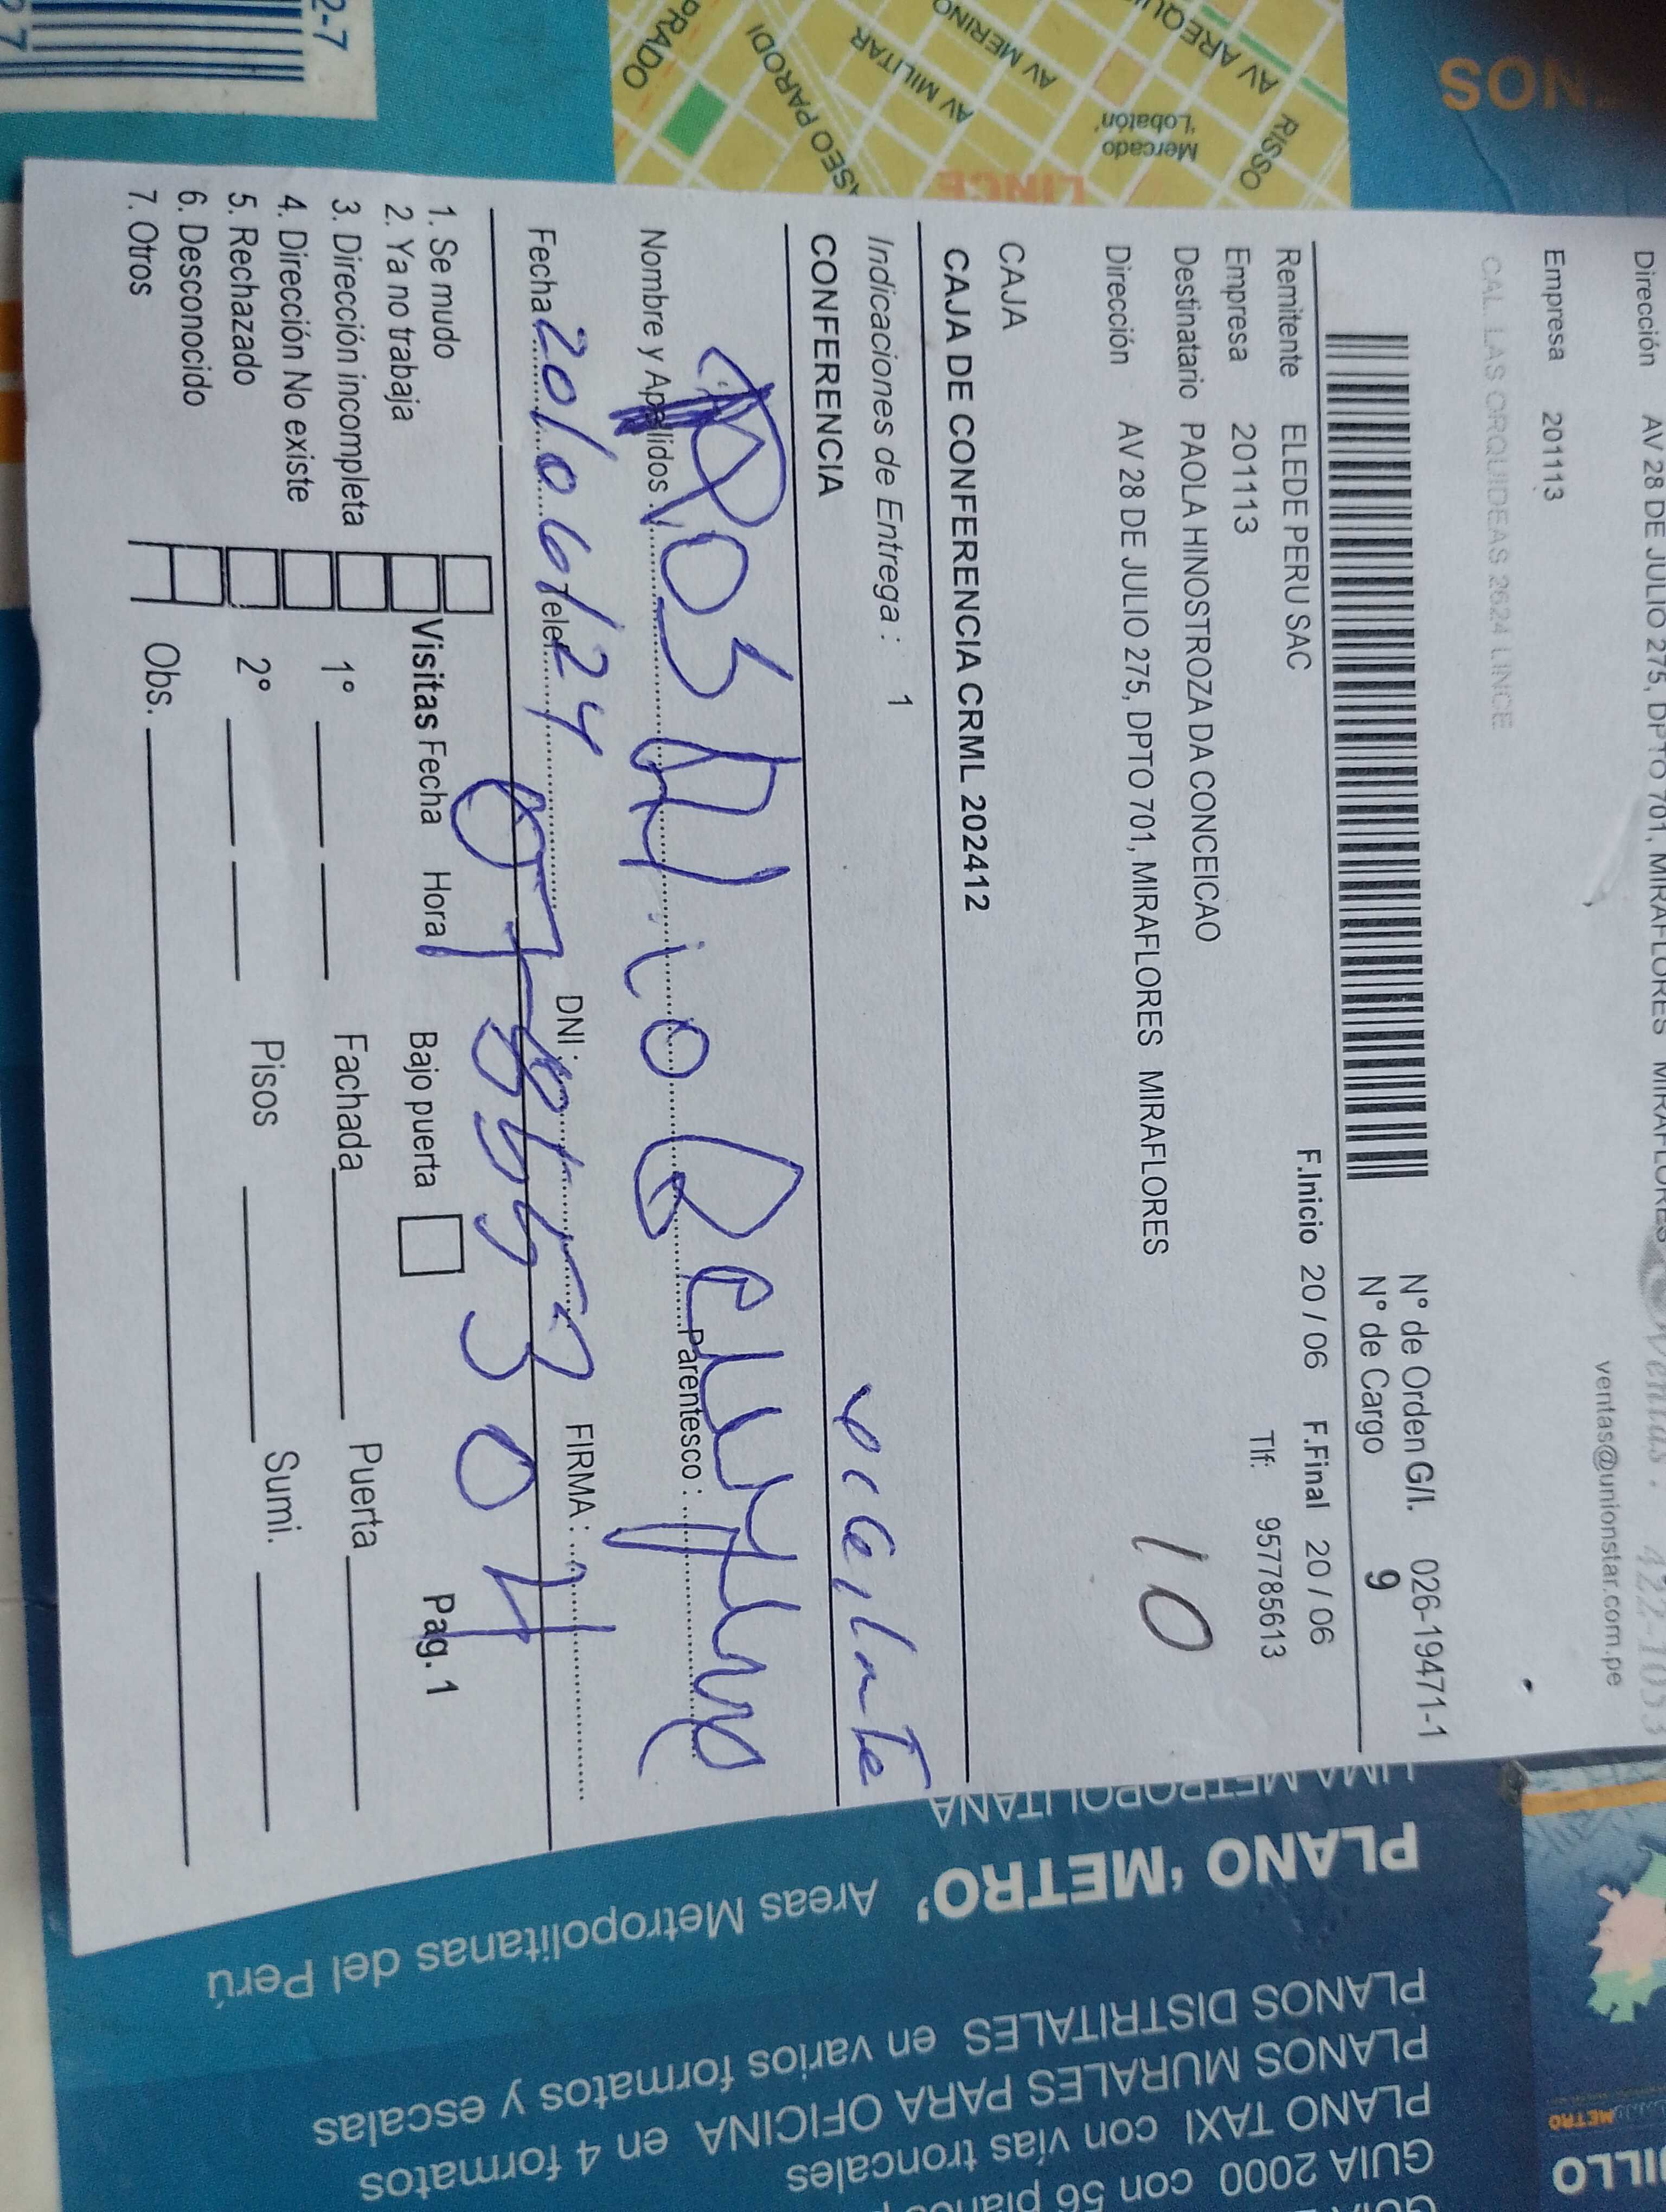 Dirección AV 28 DE JULIO 275, DPTO 701, MIRAFLORES MIRAFLORES
ventas@unionstar.com.pe
Empresa 201113
CAL. LAS ORQUIDEAS 2624 LINCE
N° de Orden G/I. 026-19471-1
N° de Cargo 9
F.Inicio 20 / 06 F.Final 20 / 06
Remitente ELEDE PERU SAC
Tlf: 957785613
Empresa 201113
Destinatario PAOLA HINOSTROZA DA CONCEICAO
Dirección AV 28 DE JULIO 275, DPTO 701, MIRAFLORES MIRAFLORES
10
CAJA
CAJA DE CONFERENCIA CRML 202412
Indicaciones de Entrega : 1
CONFERENCIA
Nombre y Apellidos
Parentesco :
Fecha 20/06/24 Telef. DNI : FIRMA :
1. Se mudo
2. Ya no trabaja
3. Dirección incompleta
4. Dirección No existe
5. Rechazado
6. Desconocido
7. Otros
Visitas Fecha Hora Bajo puerta Pag. 1
1° Fachada Puerta
2° Pisos Sumi.
Obs.
2-7
PRADO
ASEO PARODI
AV MILITAR
AV MERINO
AV AREQUI
Mercado
'Lobatón'
RISSO
LINCE
NOS
LIMA METROPOLITANA
PLANO 'METRO' Areas Metropolitanas del Perú
PLANOS DISTRITALES en varios formatos y escalas
PLANOS MURALES PARA OFICINA en 4 formatos
PLANO TAXI con vías troncales
GUIA 2000 con 56 planos
METRO
ILLO